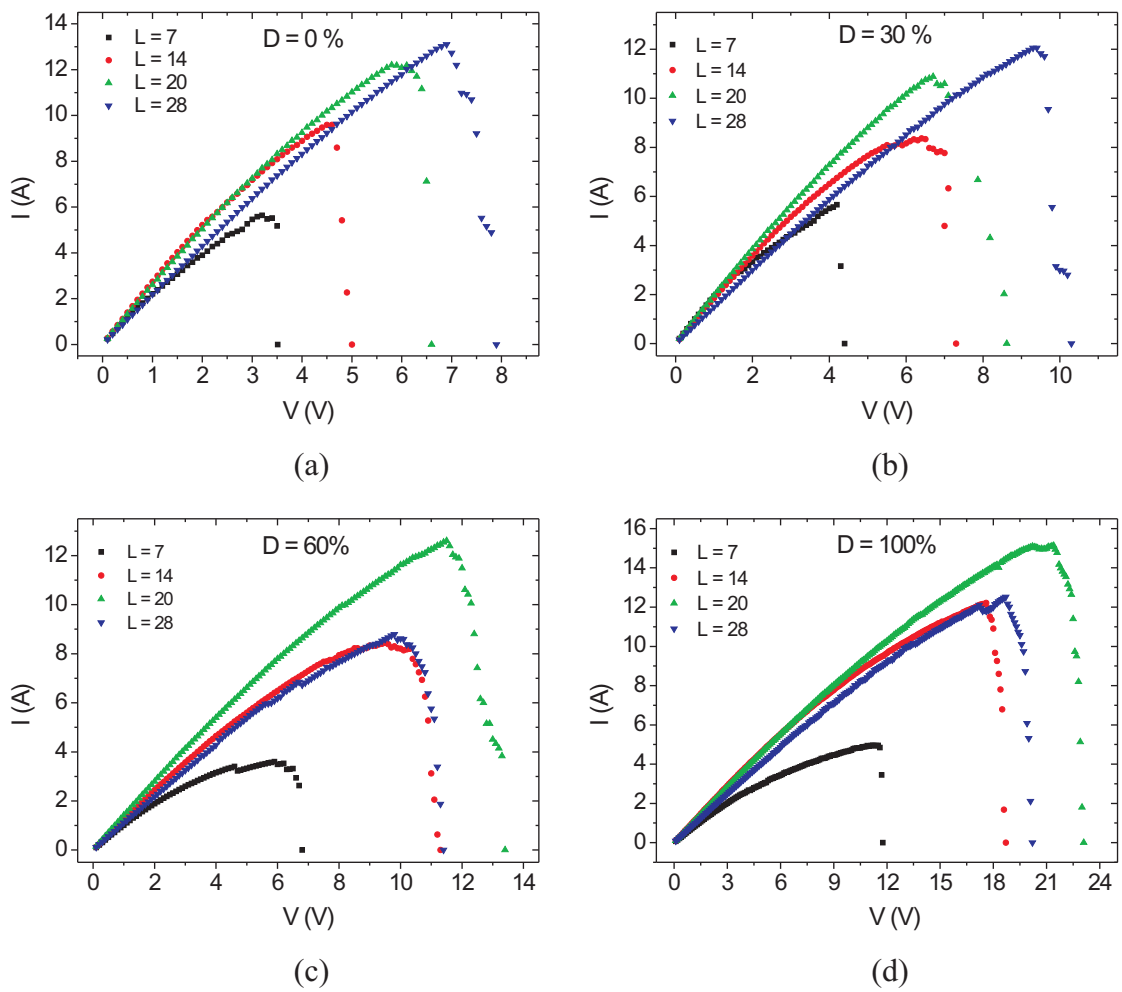 D = 0 %
L = 7
L = 14
L = 20
L = 28
14
12
10
8
6
4
2
0
I (A)
0 1 2 3 4 5 6 7 8
V (V)
(a)
D = 30 %
L = 7
L = 14
L = 20
L = 28
12
10
8
6
4
2
0
I (A)
0 2 4 6 8 10
V (V)
(b)
D = 60%
L = 7
L = 14
L = 20
L = 28
12
10
8
6
4
2
0
I (A)
0 2 4 6 8 10 12 14
V (V)
(c)
D = 100%
L = 7
L = 14
L = 20
L = 28
16
14
12
10
8
6
4
2
0
I (A)
0 3 6 9 12 15 18 21 24
V (V)
(d)